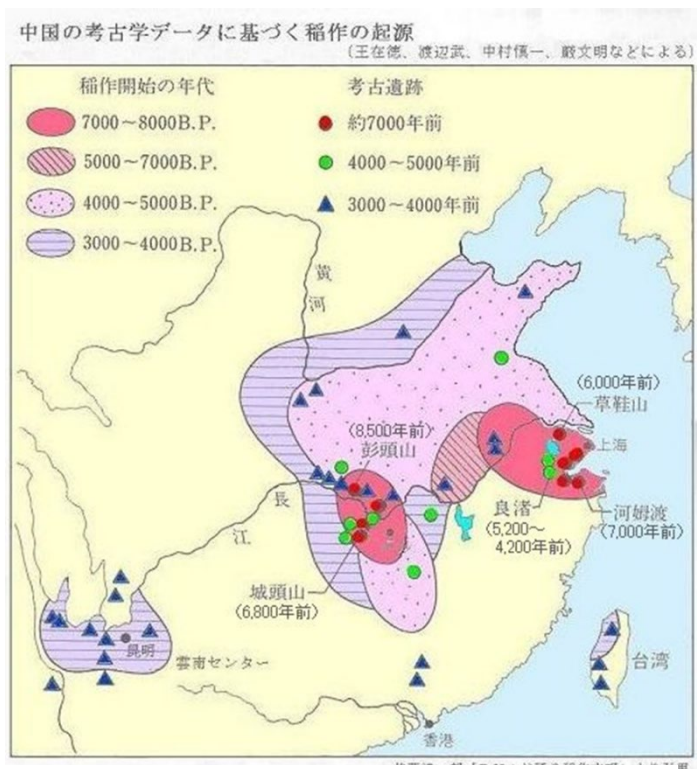 中国の考古学データに基づく稲作の起源
(王在徳、渡辺武、中村慎一、厳文明などによる)
稲作開始の年代
7000～8000B.P.
5000～7000B.P.
4000～5000B.P.
3000～4000B.P.
考古遺跡
約7000年前
4000～5000年前
3000～4000年前
黄河
〈6,000年前〉
草鞋山
上海
〈8,500年前〉
彭頭山
長江
良渚
〈5,200～
4,200年前〉
河姆渡
〈7,000年前〉
城頭山
〈6,800年前〉
昆明
雲南センター
台湾
香港